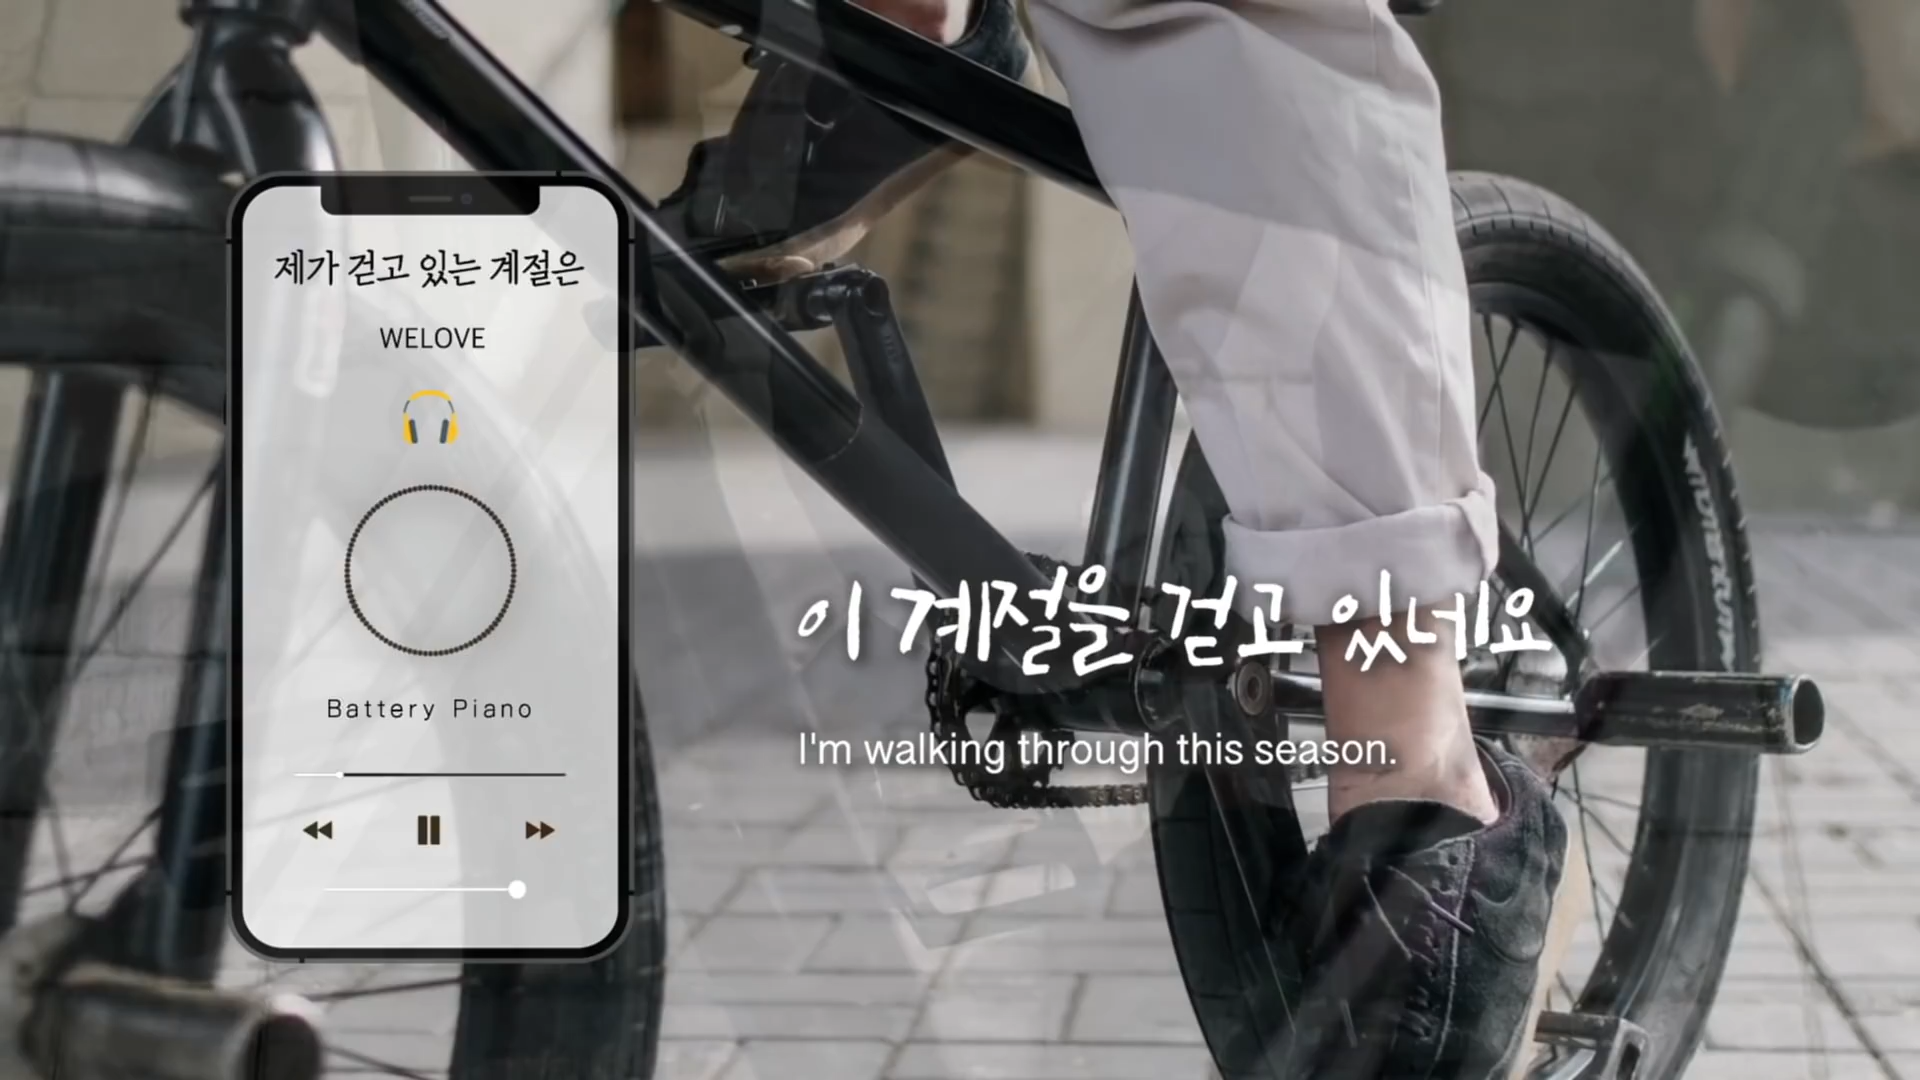 제가 걷고 있는 계절은
WELOVE
Battery Piano
이 계절을 걷고 있네요
I'm walking through this season.